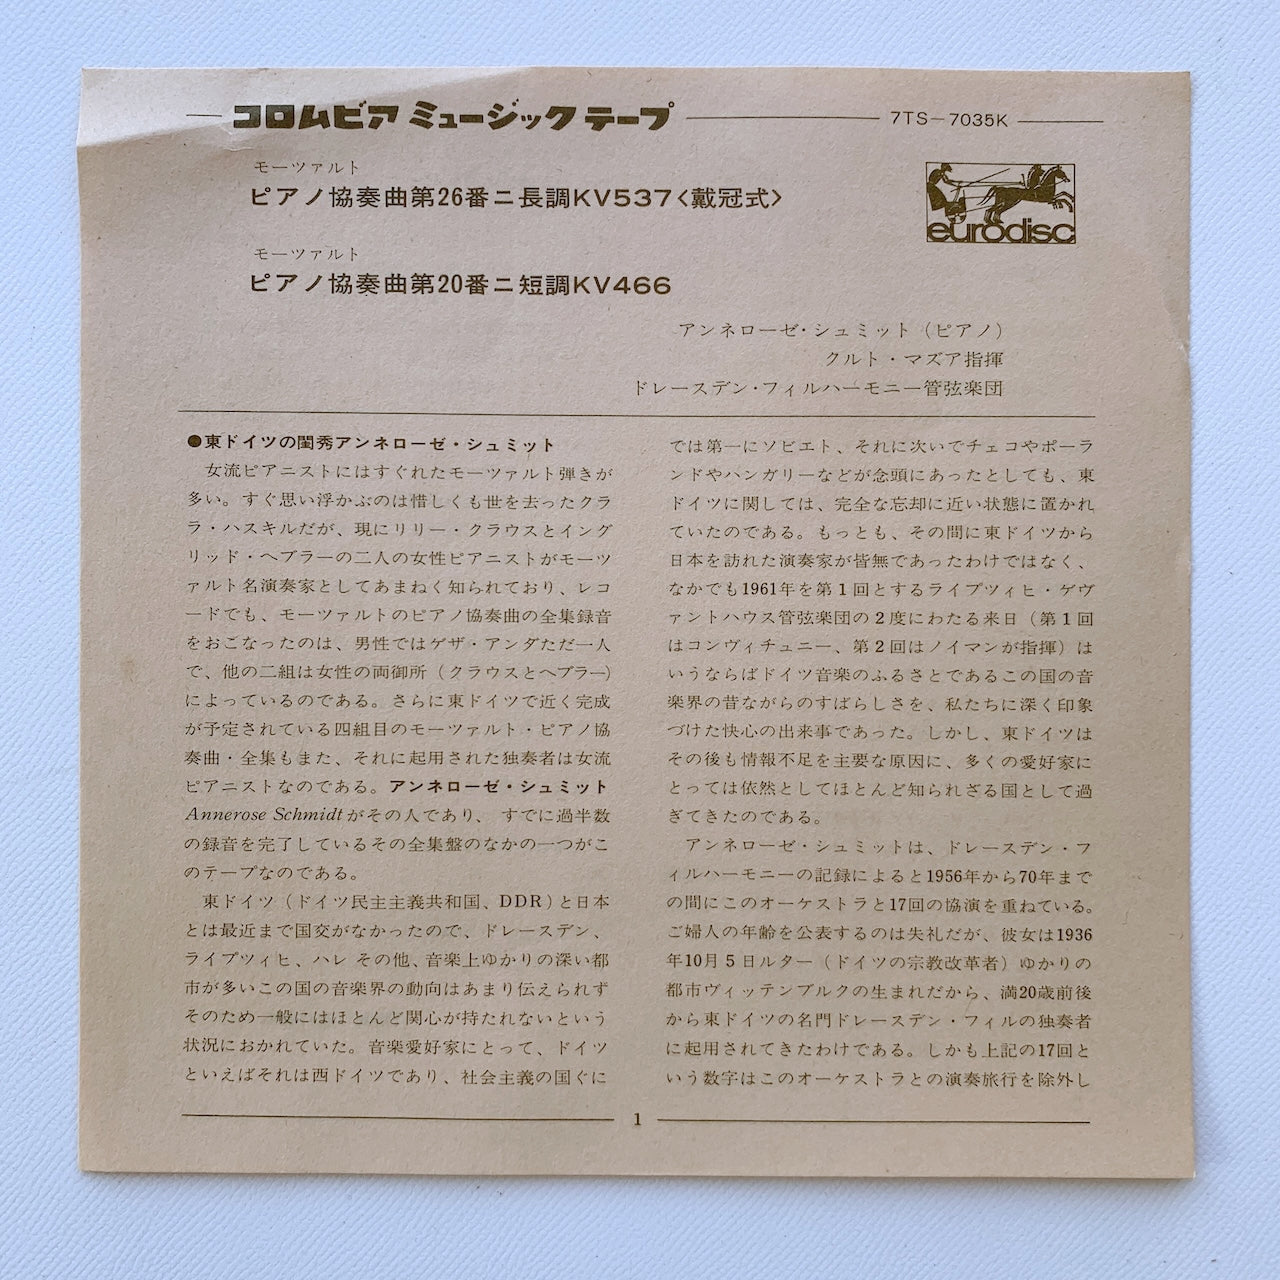 コロムビア ミュージック テープ
7TS-7035K
モーツァルト
ピアノ協奏曲第26番ニ長調KV537〈戴冠式〉
eurodisc
モーツァルト
ピアノ協奏曲第20番ニ短調KV466
アンネローゼ・シュミット(ピアノ)
クルト・マズア指揮
ドレースデン・フィルハーモニー管弦楽団
●東ドイツの閨秀アンネローゼ・シュミット
女流ピアニストにはすぐれたモーツァルト弾きが
多い。すぐ思い浮かぶのは惜しくも世を去ったクラ
ラ・ハスキルだが、現にリリー・クラウスとイング
リッド・ヘブラーの二人の女性ピアニストがモーツ
ァルト名演奏家としてあまねく知られており、レコ
ードでも、モーツァルトのピアノ協奏曲の全集録音
をおこなったのは、男性ではゲザ・アンダただ一人
で、他の二組は女性の両御所(クラウスとヘブラー)
によっているのである。さらに東ドイツで近く完成
が予定されている四組目のモーツァルト・ピアノ協
奏曲・全集もまた、それに起用された独奏者は女流
ピアニストなのである。アンネローゼ・シュミット
Annerose Schmidtがその人であり、すでに過半数
の録音を完了しているその全集盤のなかの一つがこ
のテープなのである。
東ドイツ(ドイツ民主主義共和国、DDR)と日本
とは最近まで国交がなかったので、ドレースデン、
ライプツィヒ、ハレ その他、音楽上ゆかりの深い都
市が多いこの国の音楽界の動向はあまり伝えられず
そのため一般にはほとんど関心が持たれないという
状況におかれていた。音楽愛好家にとって、ドイツ
といえばそれは西ドイツであり、社会主義の国ぐに
では第一にソビエト、それに次いでチェコやポーラ
ンドやハンガリーなどが念頭にあったとしても、東
ドイツに関しては、完全な忘却に近い状態に置かれ
ていたのである。もっとも、その間に東ドイツから
日本を訪れた演奏家が皆無であったわけではなく、
なかでも1961年を第1回とするライプツィヒ・ゲヴ
ァントハウス管弦楽団の2度にわたる来日(第1回
はコンヴィチュニー、第2回はノイマンが指揮)は
いうならばドイツ音楽のふるさとであるこの国の音
楽界の昔ながらのすばらしさを、私たちに深く印象
づけた快心の出来事であった。しかし、東ドイツは
その後も情報不足を主要な原因に、多くの愛好家に
とっては依然としてほとんど知られざる国として過
ぎてきたのである。
アンネローゼ・シュミットは、ドレースデン・フ
ィルハーモニーの記録によると1956年から70年まで
の間にこのオーケストラと17回の協演を重ねている。
ご婦人の年齢を公表するのは失礼だが、彼女は1936
年10月5日ルター(ドイツの宗教改革者)ゆかりの
都市ヴィッテンブルクの生まれだから、満20歳前後
から東ドイツの名門ドレースデン・フィルの独奏者
に起用されてきたわけである。しかも上記の17回と
いう数字はこのオーケストラとの演奏旅行を除外し
1